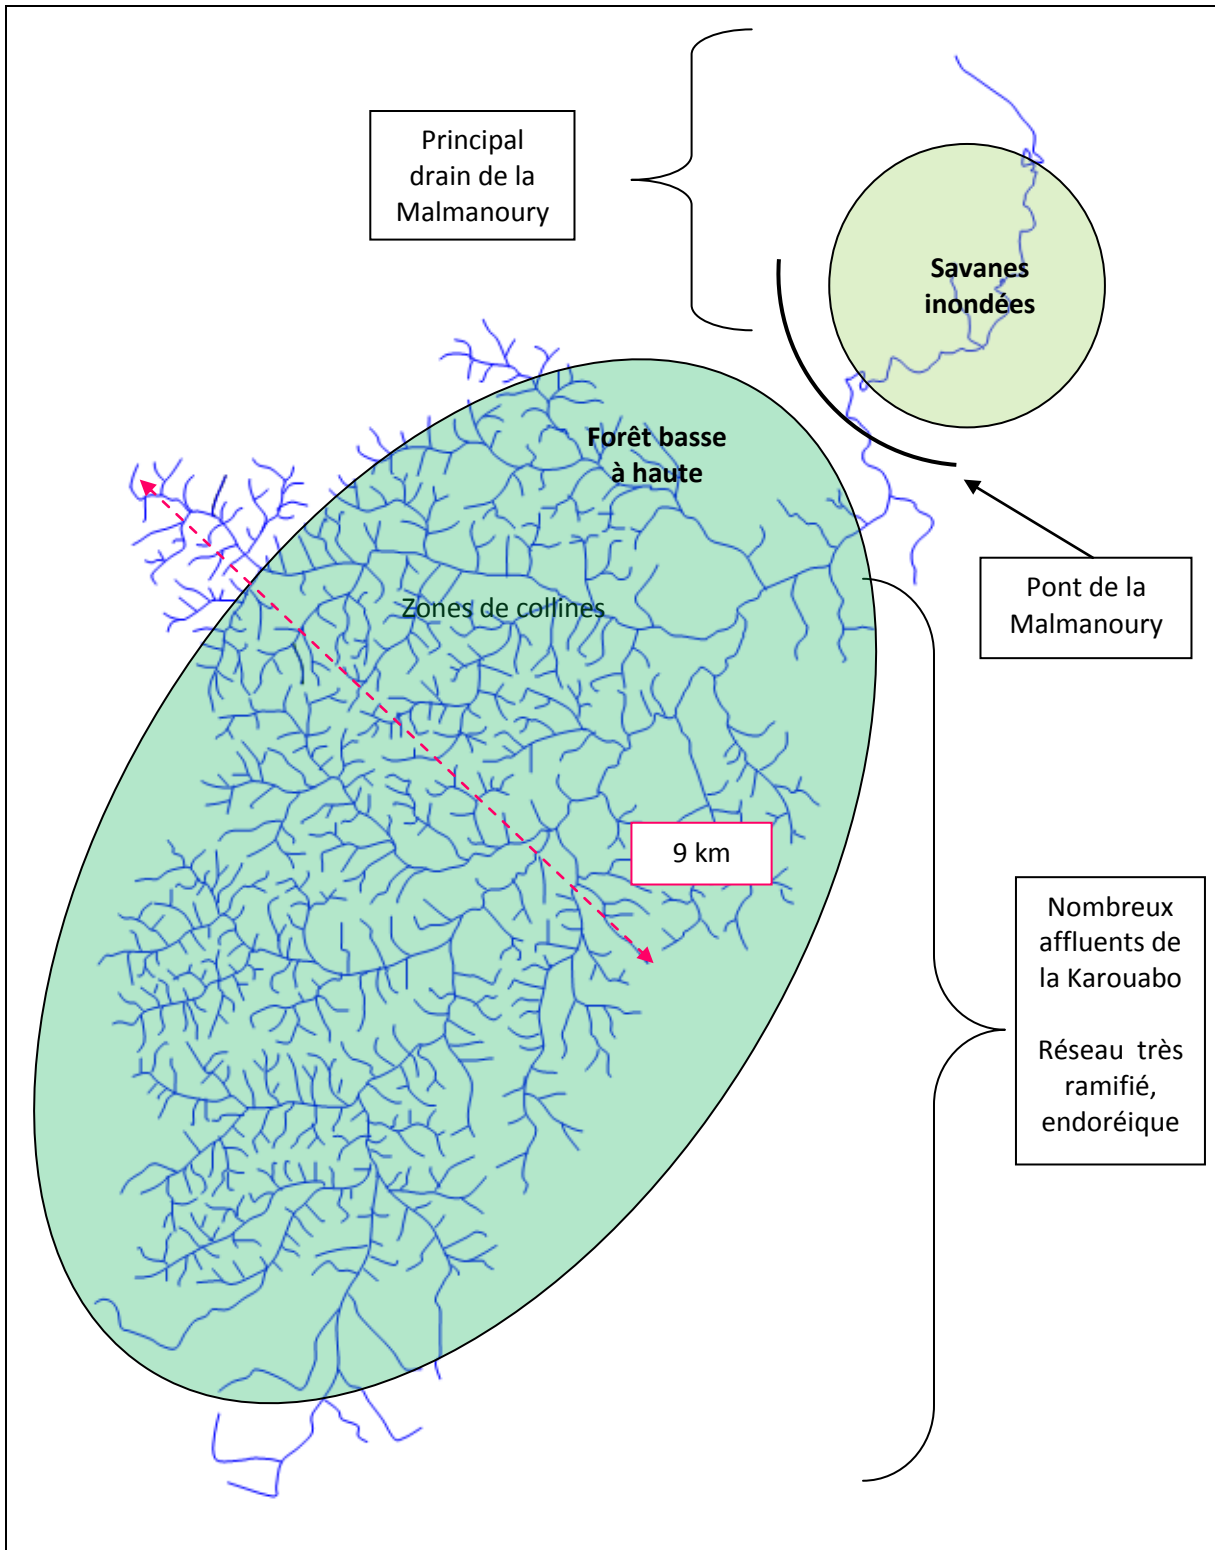 Principal
drain de la
Malmanoury
Savanes
inondées
Forêt basse
à haute
Pont de la
Malmanoury
Zones de collines
9 km
Nombreux
affluents de
la Karouabo
Réseau très
ramifié,
endoréique